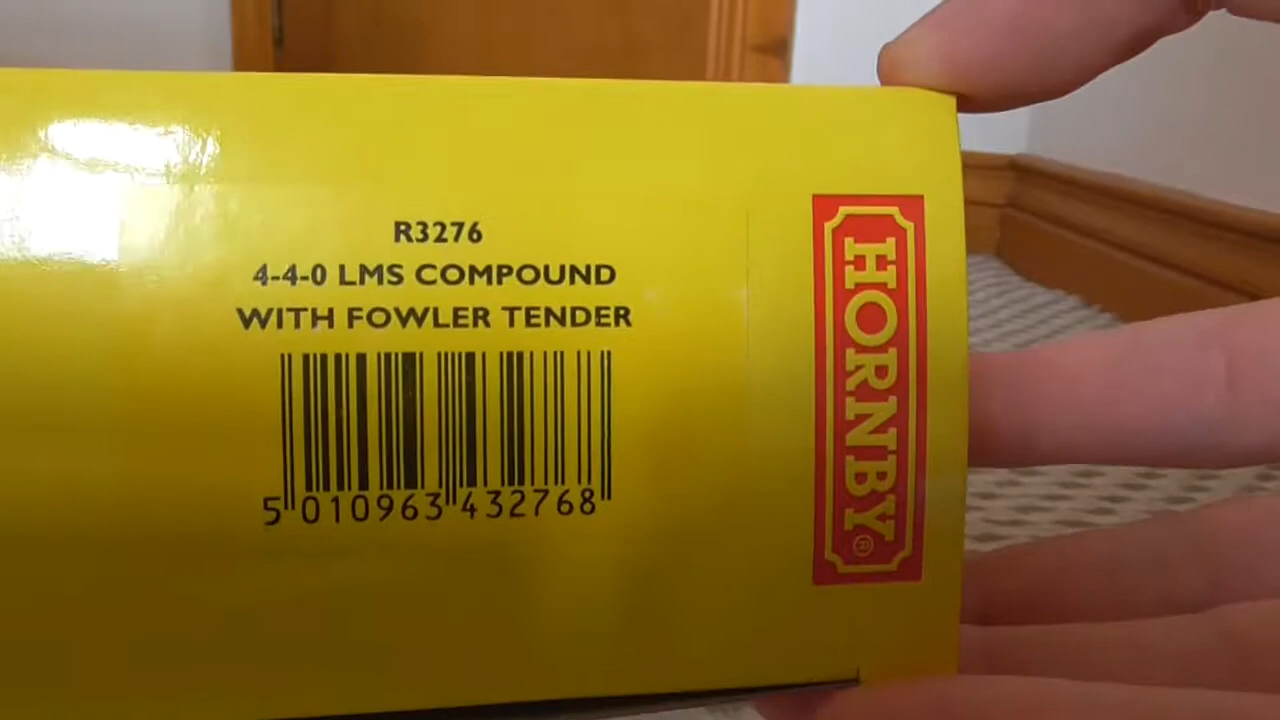 R3276
4-4-0 LMS COMPOUND
WITH FOWLER TENDER
5 010963 432768
HORNBY®